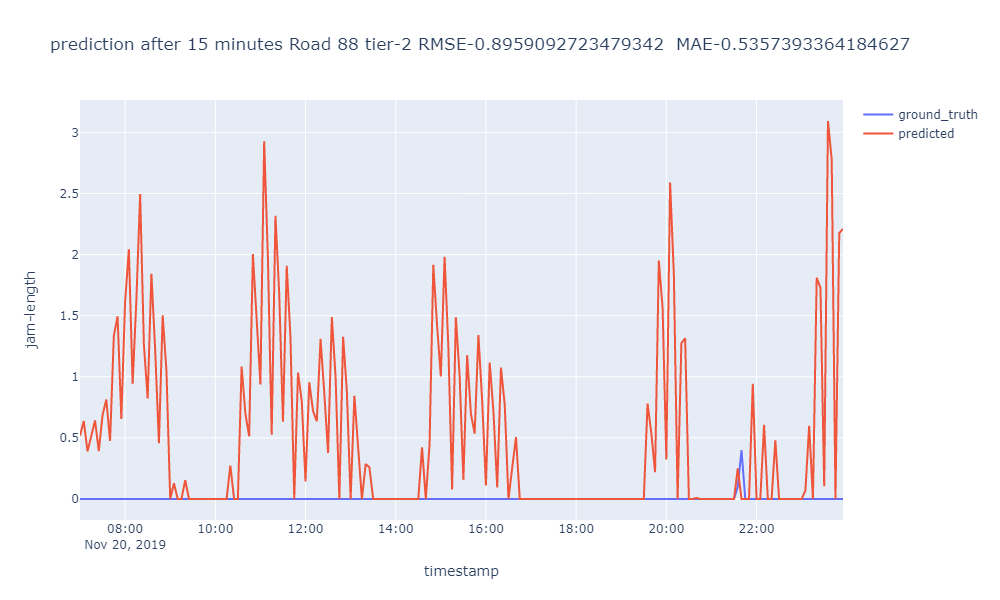 prediction after 15 minutes Road 88 tier-2 RMSE-0.8959092723479342  MAE-0.5357393364184627
ground_truth
predicted
3
2.5
2
1.5
1
0.5
0
jam-length
08:00 10:00 12:00 14:00 16:00 18:00 20:00 22:00
Nov 20, 2019
timestamp